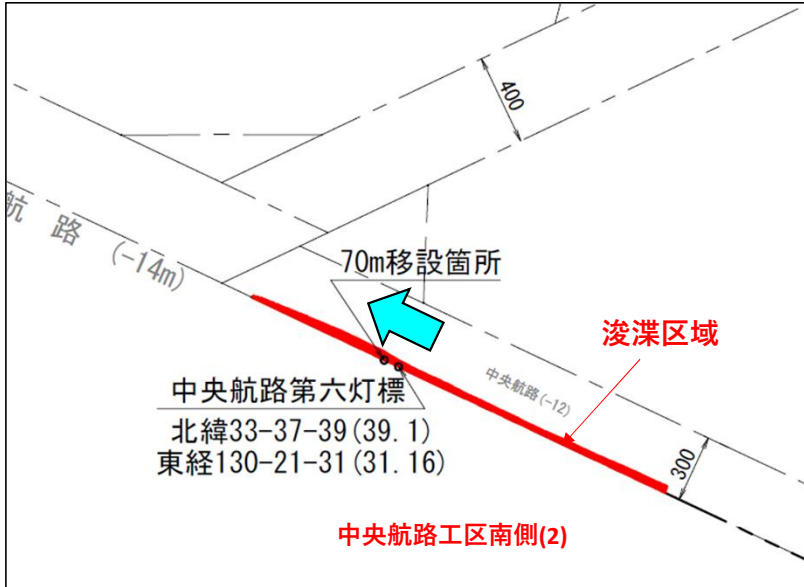 400
航路(-14m)
70m移設箇所
浚渫区域
中央航路(-12)
中央航路第六灯標
北緯33-37-39(39.1)
東経130-21-31(31.16)
300
中央航路工区南側(2)